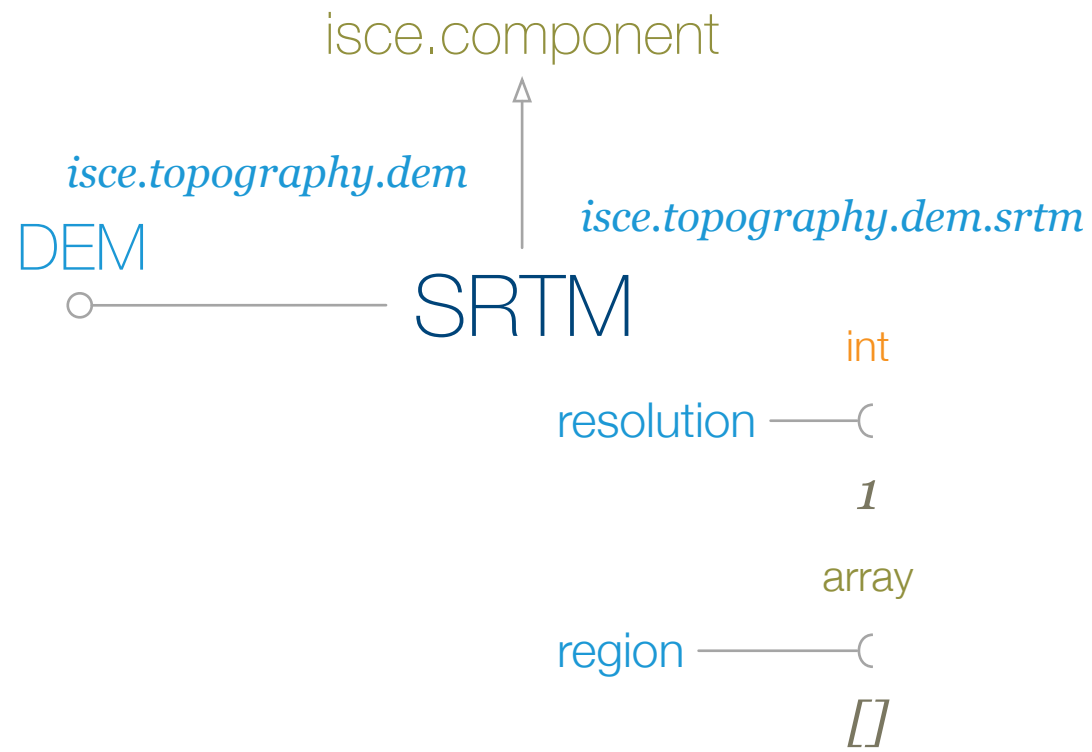 isce.component
isce.topography.dem
isce.topography.dem.srtm
DEM
SRTM
int
resolution
1
array
region
[]